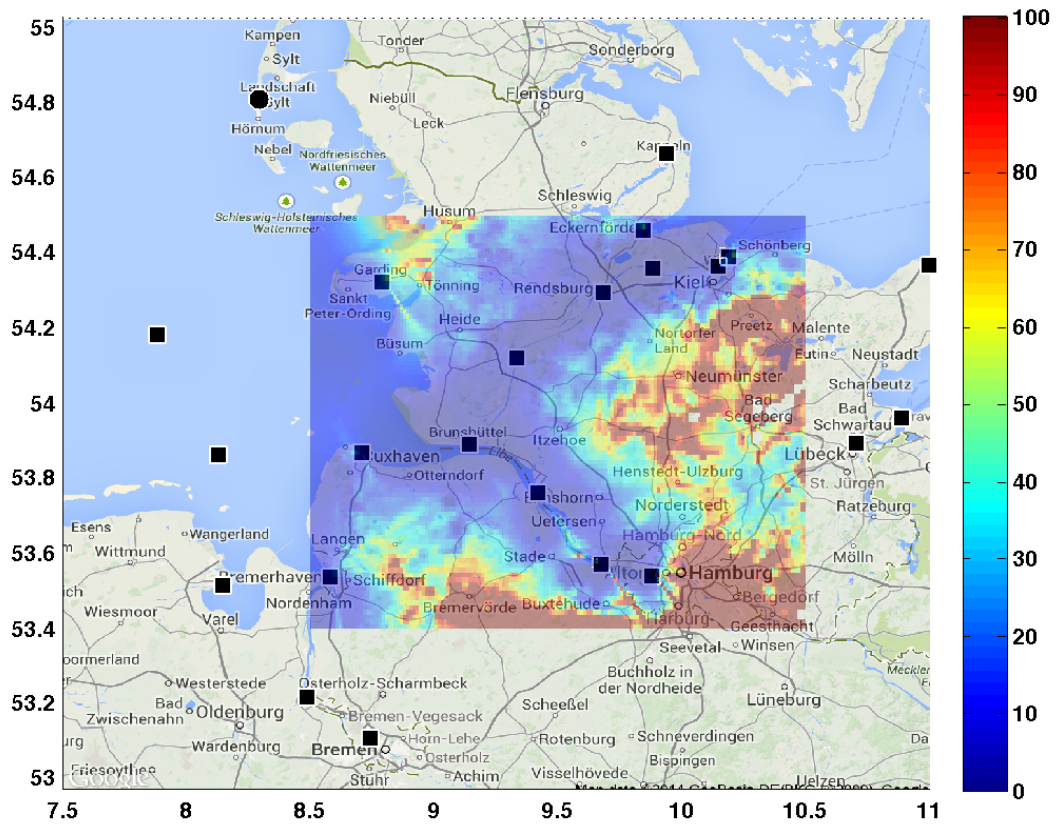 55
54.8
54.6
54.4
54.2
54
53.8
53.6
53.4
53.2
53
7.5
8
8.5
9
9.5
10
10.5
11
100
90
80
70
60
50
40
30
20
10
0
Kampen
Sylt
Landschaft
Sylt
Hörnum
Nebel
Nordfriesisches
Wattenmeer
Schleswig-Holsteinisches
Wattenmeer
Tonder
Sonderborg
Niebüll
Flensburg
Leck
Kappeln
Schleswig
Husum
Eckernförde
Schönberg
Garding
Tönning
Sankt
Peter-Ording
Rendsburg
Kiel
Heide
Büsum
Nortorfer
Land
Preetz
Malente
Eutin
Neustadt
Neumünster
Scharbeutz
Bad
Segeberg
Bad
Schwartau
Lübeck
Brunsbüttel
Itzehoe
Elbe
Cuxhaven
Otterndorf
Henstedt-Ulzburg
St. Jürgen
Ratzeburg
Elmshorn
Norderstedt
Uetersen
Hamburg-Nord
Esens
Wangerland
Wittmund
Langen
Stade
Mölln
Bremerhaven
Schiffdorf
Altona
Hamburg
Nordenham
Bremervörde
Buxtehude
Bergedorf
Wiesmoor
Varel
Harburg
Geesthacht
Seevetal
Winsen
Buchholz in
der Nordheide
Lüneburg
Westerstede
Osterholz-Scharmbeck
Bad
Zwischenahn
Oldenburg
Bremen-Vegesack
Scheeßel
Wardenburg
Bremen
Horn-Lehe
Osterholz
Rotenburg
Schneverdingen
Bispingen
Friesoythe
Stuhr
Achim
Visselhövede
Uelzen
Google